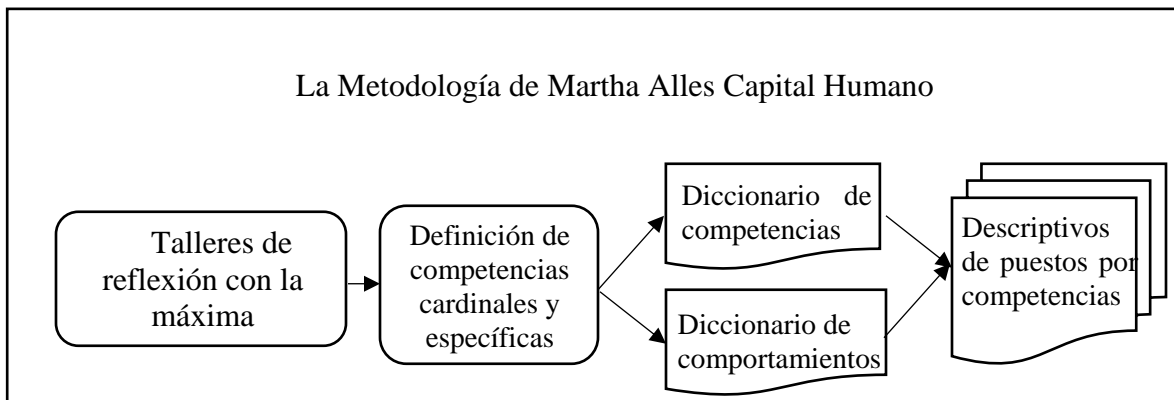 La Metodología de Martha Alles Capital Humano
Talleres de
reflexión con la
máxima
Definición de
competencias
cardinales y
específicas
Diccionario de
competencias
Diccionario de
comportamientos
Descriptivos
de puestos por
competencias